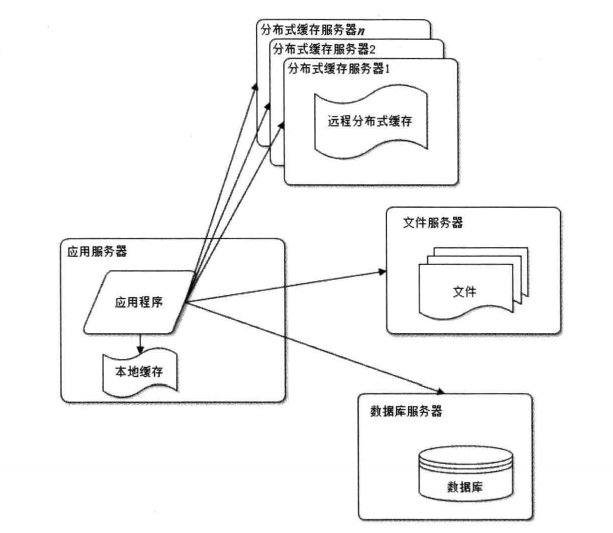 分布式缓存服务器n
分布式缓存服务器2
分布式缓存服务器1
远程分布式缓存
文件服务器
文件
应用服务器
应用程序
本地缓存
数据库服务器
数据库